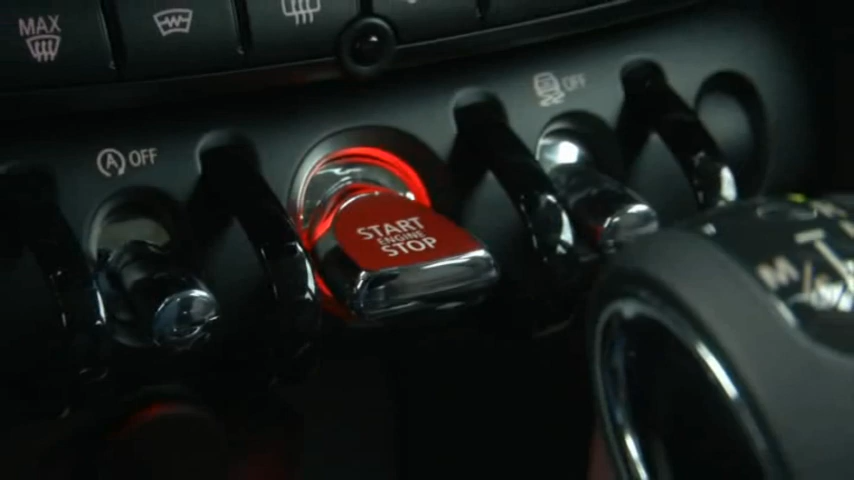 MAX
OFF
OFF
START
ENGINE
STOP
M/